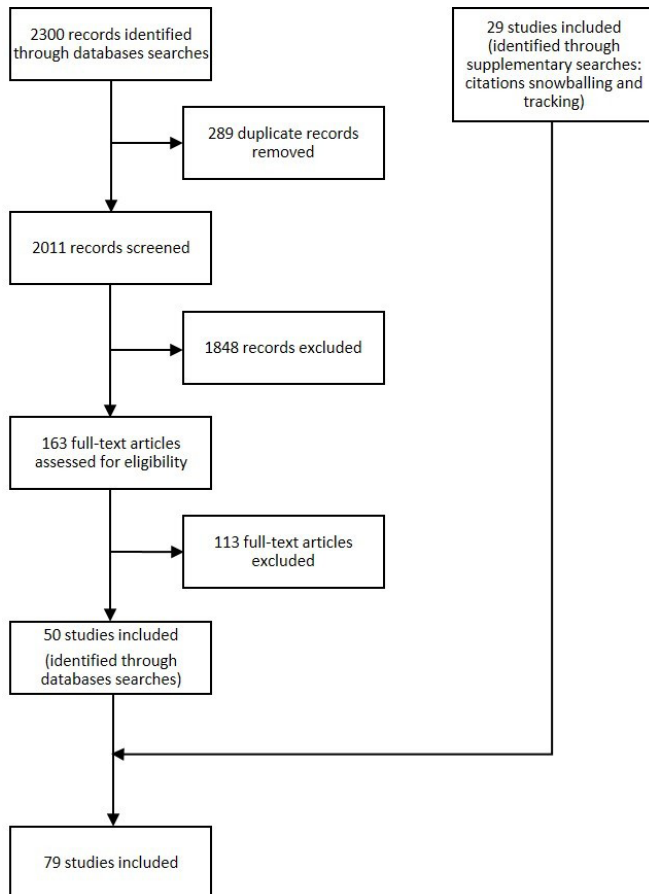 2300 records identified
through databases searches
29 studies included
(identified through
supplementary searches:
citations snowballing and
tracking)
289 duplicate records
removed
2011 records screened
1848 records excluded
163 full-text articles
assessed for eligibility
113 full-text articles
excluded
50 studies included
(identified through
databases searches)
79 studies included